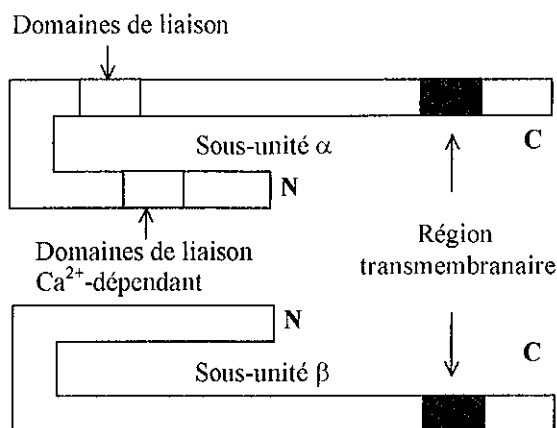 Domaines de liaison
Sous-unité α
C
N
Domaines de liaison
Ca²⁺-dépendant
Région
transmembranaire
N
C
Sous-unité β